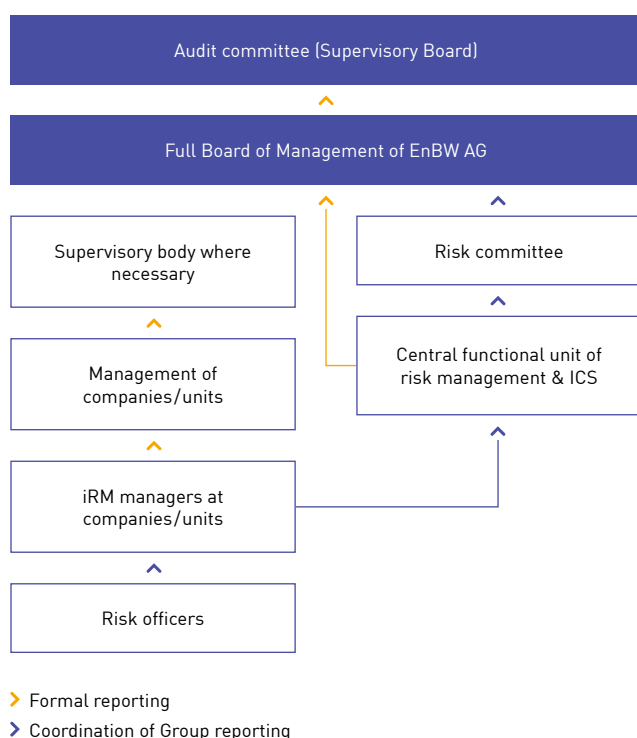 Audit committee (Supervisory Board)
Full Board of Management of EnBW AG
Supervisory body where
necessary
Risk committee
Management of
companies/units
Central functional unit of
risk management & ICS
iRM managers at
companies/units
Risk officers
Formal reporting
Coordination of Group reporting